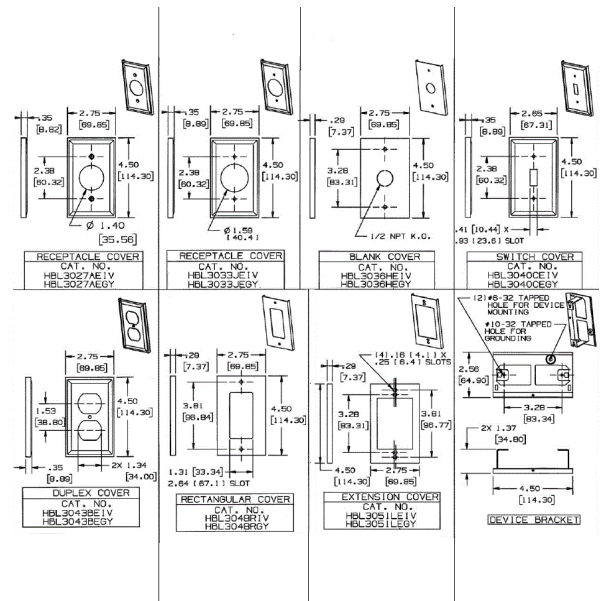 .35
[8.82]
2.75
[69.85]
2.38
[60.32]
4.50
[114.30]
Ø 1.40
[35.56]
RECEPTACLE COVER
CAT. NO.
HBL3027AEIV
HBL3027AEGY
.35
[8.89]
2.75
[69.85]
2.38
[60.32]
4.50
[114.30]
Ø 1.59
[40.4]
RECEPTACLE COVER
CAT. NO.
HBL3033JEIV
HBL3033JEGY
.29
[7.37]
2.75
[69.85]
3.28
[83.31]
4.50
[114.30]
1/2 NPT K.O.
BLANK COVER
CAT. NO.
HBL3036HEIV
HBL3036HEGY
.35
[8.89]
2.65
[67.31]
2.38
[60.32]
4.50
[114.30]
.41 [10.44] X
.93 [23.6] SLOT
SWITCH COVER
CAT. NO.
HBL3040CEIV
HBL3040CEGY
2.75
[69.85]
1.53
[38.80]
4.50
[114.30]
.35
[8.89]
2X 1.34
[34.00]
DUPLEX COVER
CAT. NO.
HBL3043BEIV
HBL3043BEGY
.29
[7.37]
2.75
[69.85]
3.81
[96.84]
4.50
[114.30]
1.31 [33.34]
2.64 [67.1] SLOT
RECTANGULAR COVER
CAT. NO.
HBL3048RIV
HBL3048RGY
(4).16 [4.1] X
.25 [6.4] SLOTS
.29
[7.37]
3.28
[83.31]
3.81
[96.77]
4.50
[114.30]
2.75
[69.85]
EXTENSION COVER
CAT. NO.
HBL3051LEIV
HBL3051LEGY
(2)#6-32 TAPPED
HOLE FOR DEVICE
MOUNTING
#10-32 TAPPED
HOLE FOR
GROUNDING
2.56
[64.90]
3.28
[83.34]
2X 1.37
[34.80]
4.50
[114.30]
DEVICE BRACKET